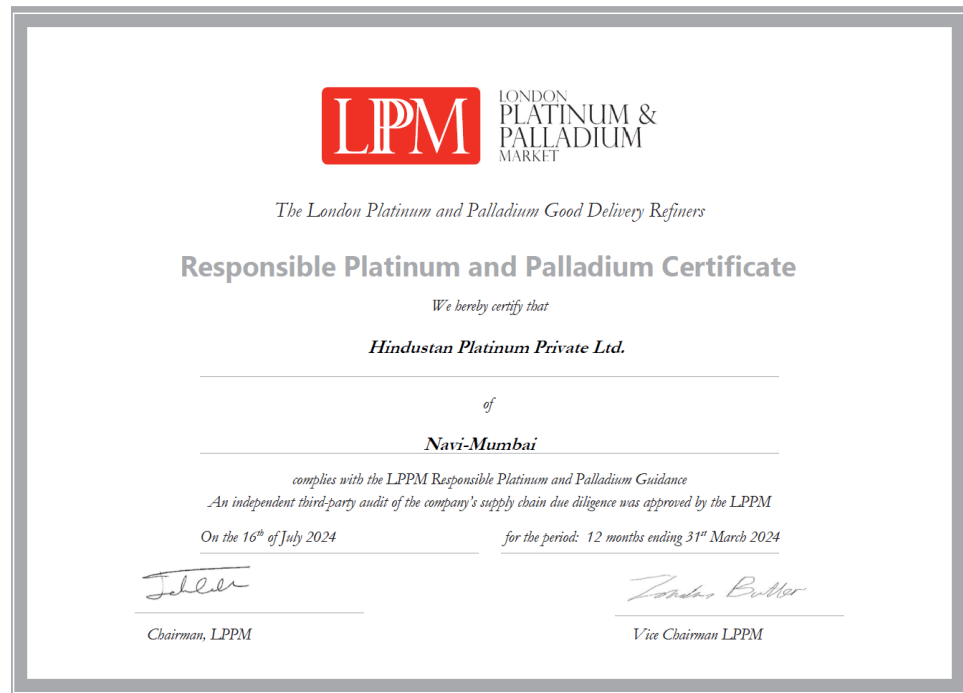 LPPM
LONDON
PLATINUM &
PALLADIUM
MARKET
The London Platinum and Palladium Good Delivery Refiners
Responsible Platinum and Palladium Certificate
We hereby certify that
Hindustan Platinum Private Ltd.
of
Navi-Mumbai
complies with the LPPM Responsible Platinum and Palladium Guidance
An independent third-party audit of the company's supply chain due diligence was approved by the LPPM
On the 16th of July 2024
for the period: 12 months ending 31st March 2024
Butler
Chairman, LPPM
Vice Chairman LPPM